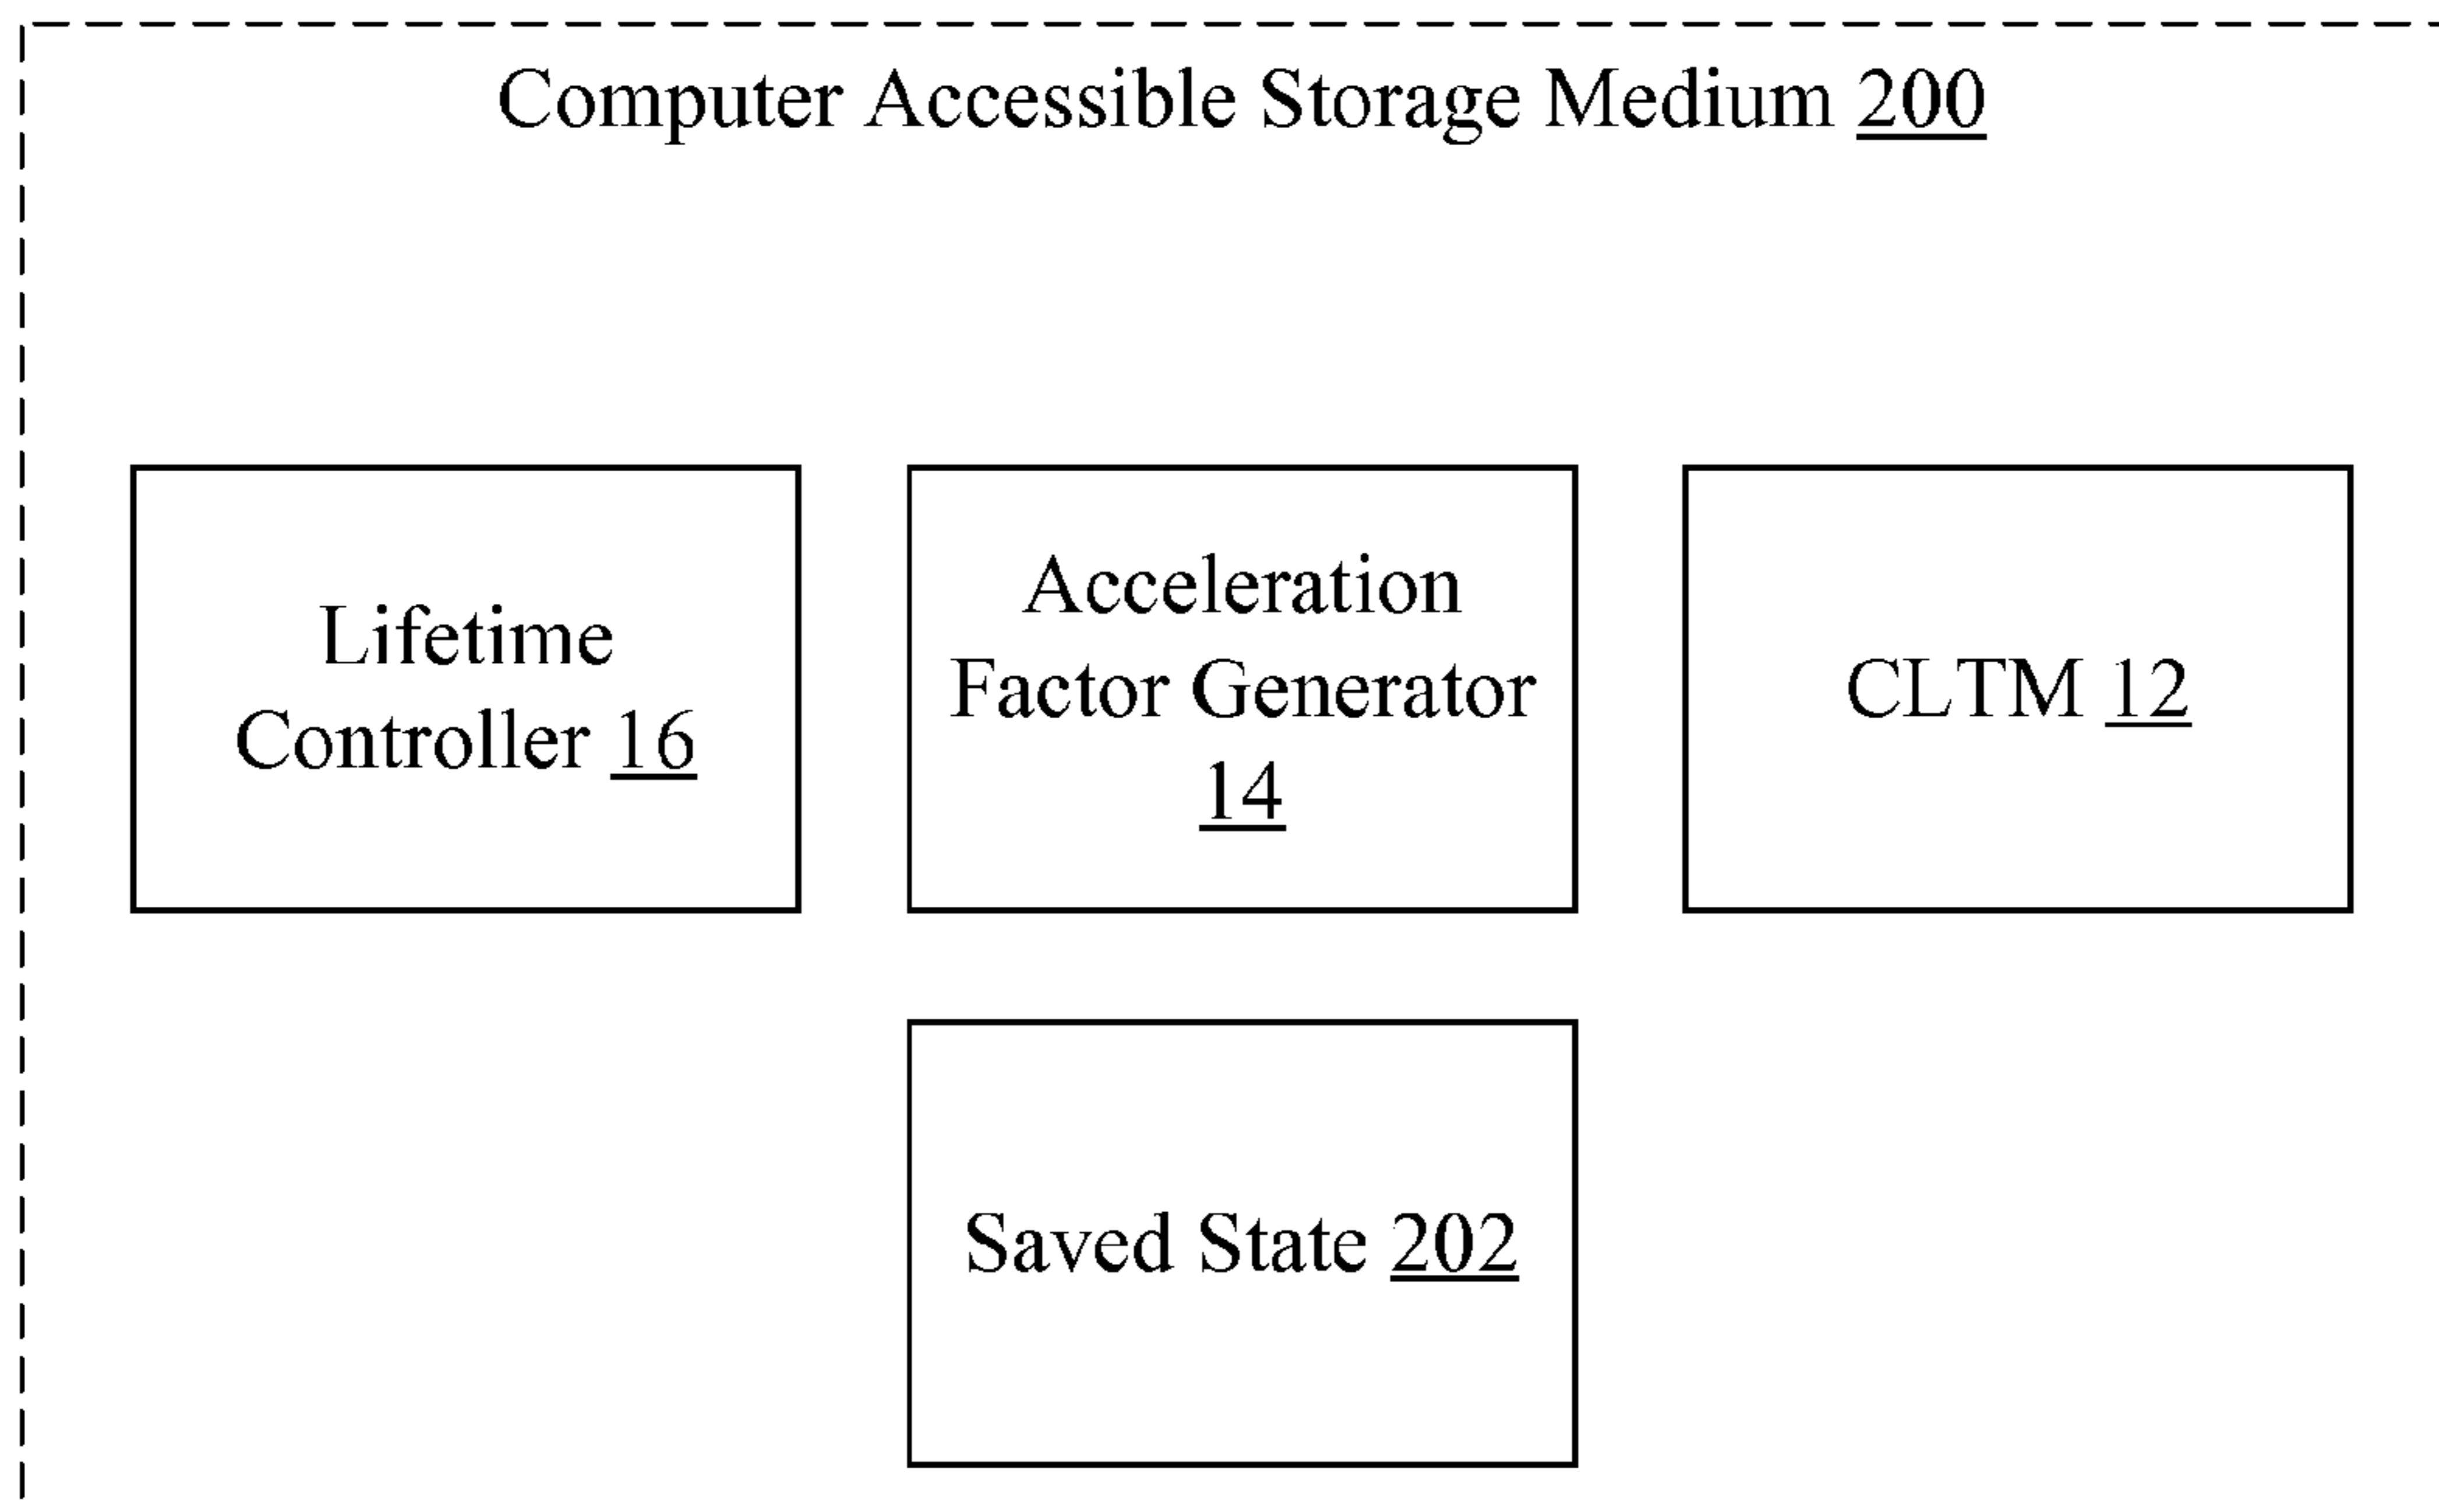 Computer Accessible Storage Medium 200
Lifetime
Controller 16
Acceleration
Factor Generator
14
CLTM 12
Saved State 202